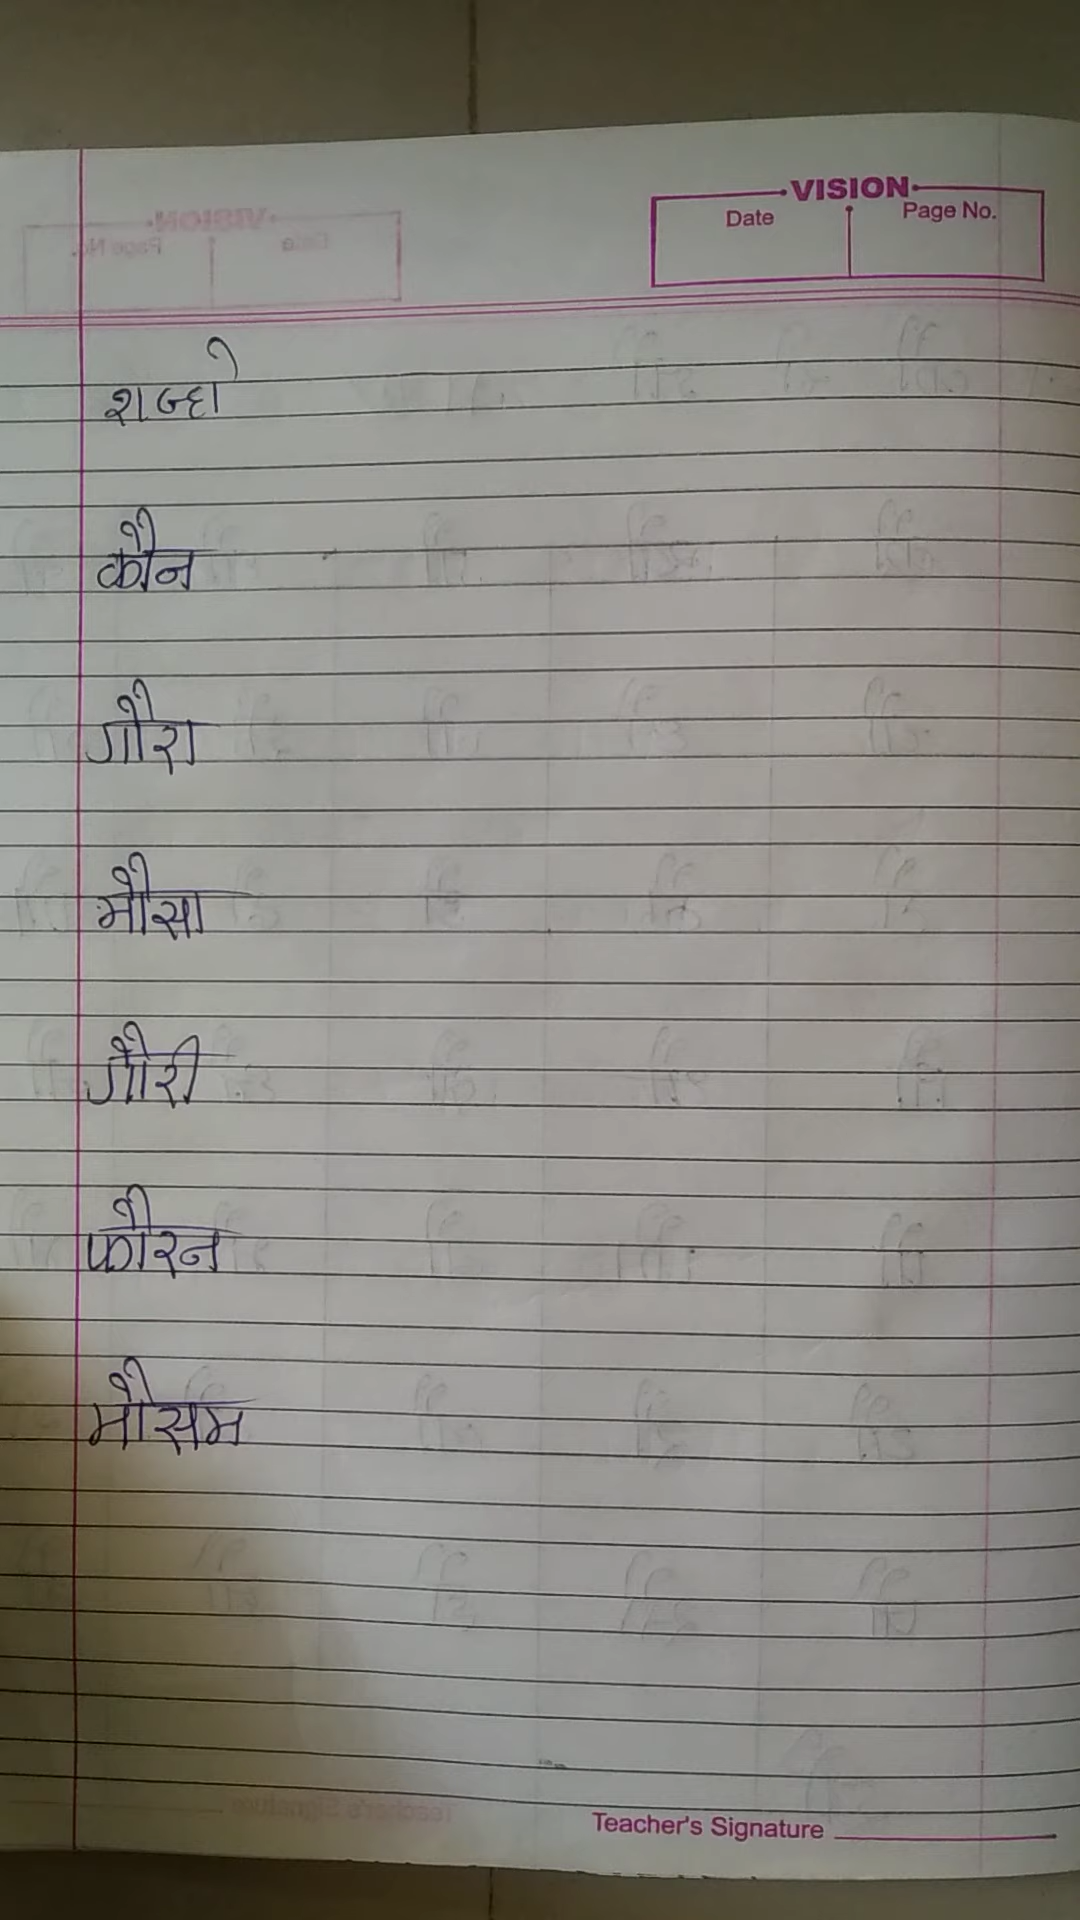 VISION
Date Page No.
शब्दो
कौन
गौरा
मौसा
गौरी
फौरन
मौसम
Teacher's Signature